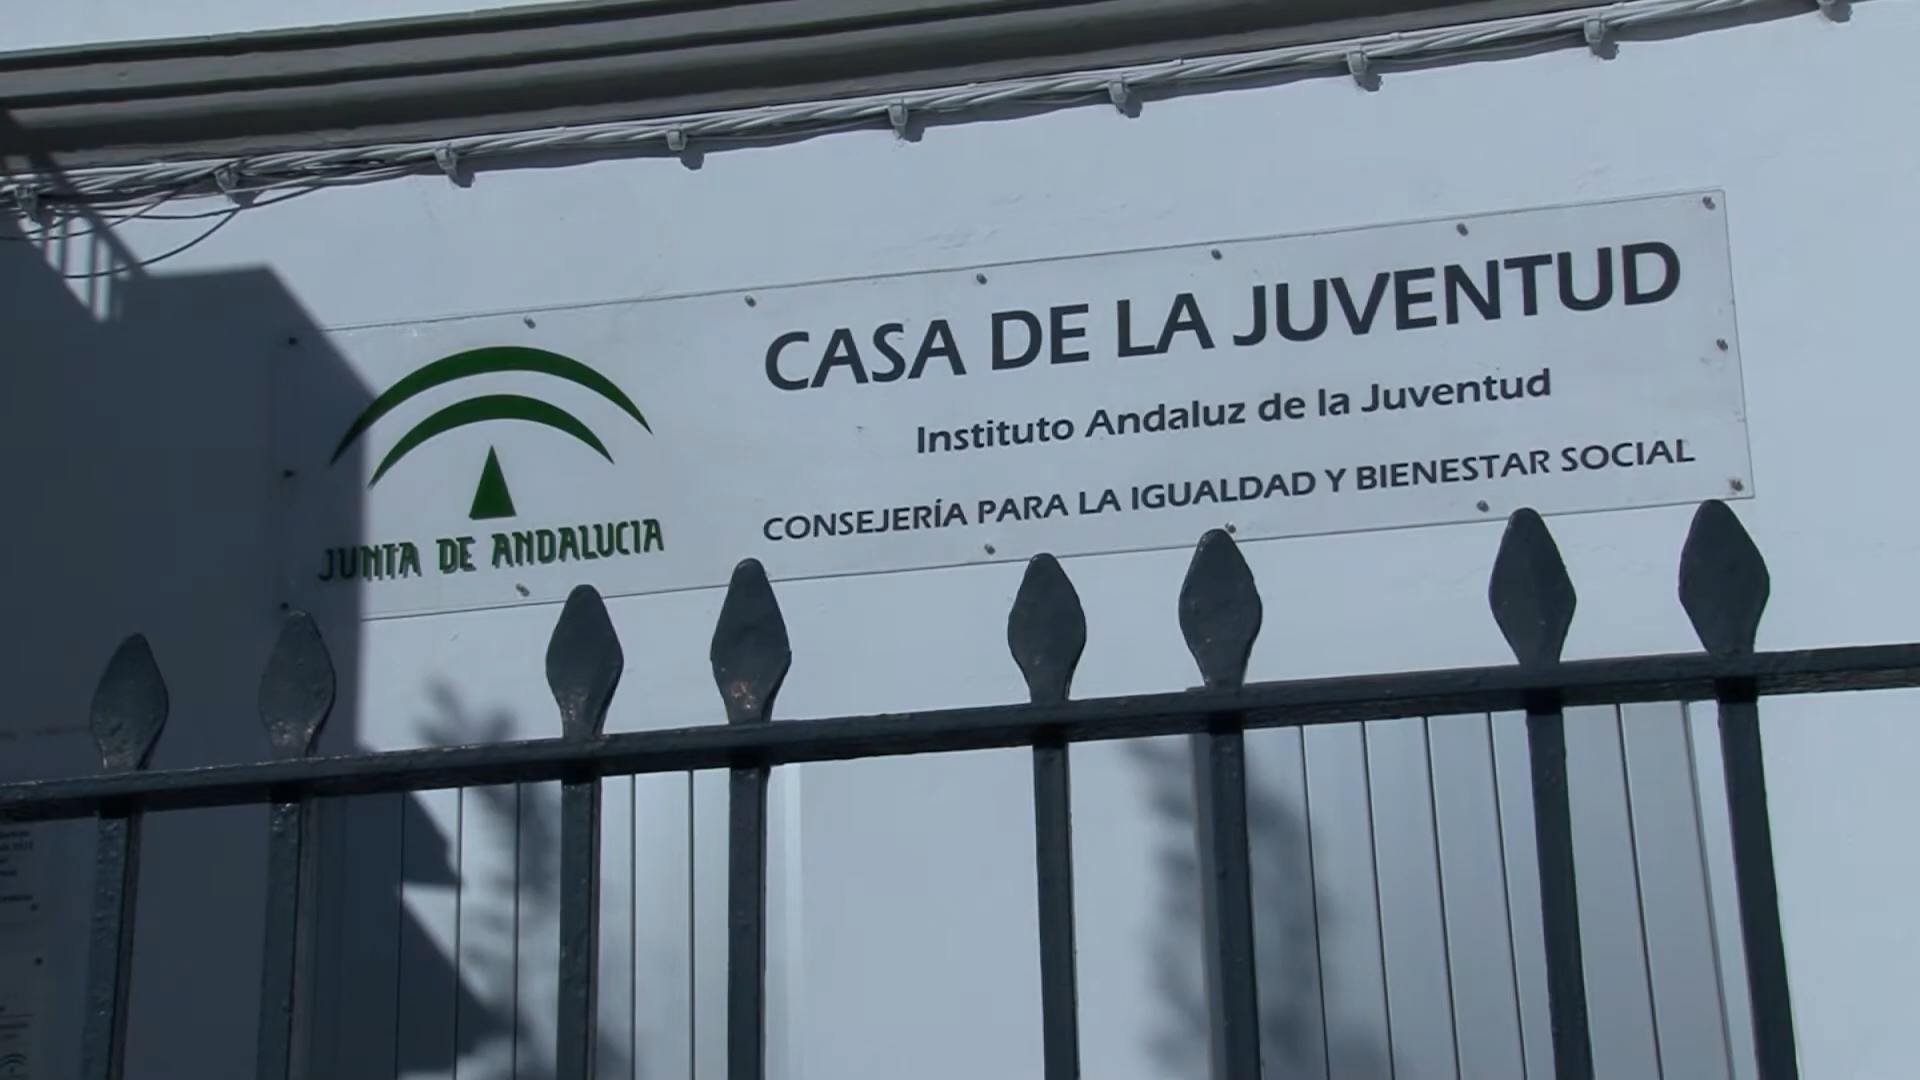 CASA DE LA JUVENTUD
Instituto Andaluz de la Juventud
CONSEJERÍA PARA LA IGUALDAD Y BIENESTAR SOCIAL
JUNTA DE ANDALUCIA